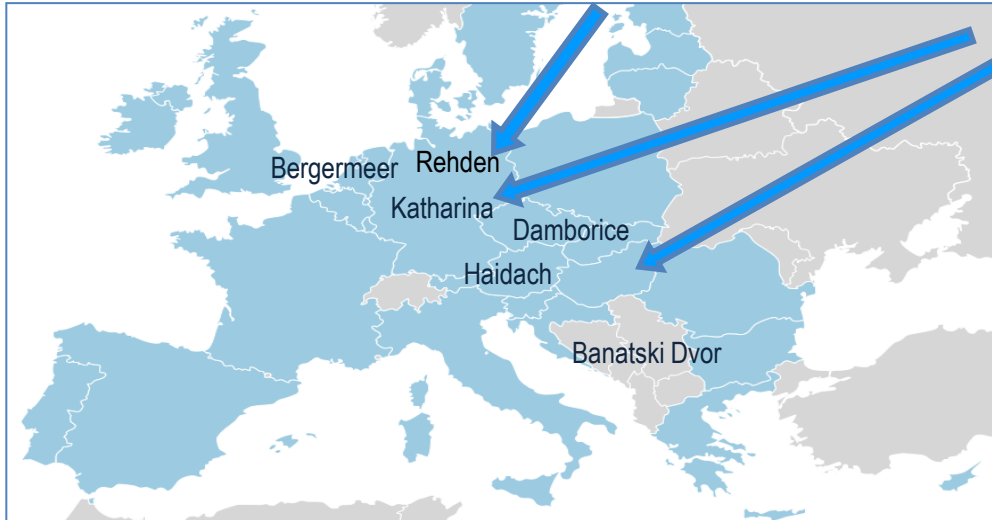 Bergermeer
Rehden
Katharina
Damborice
Haidach
Banatski Dvor